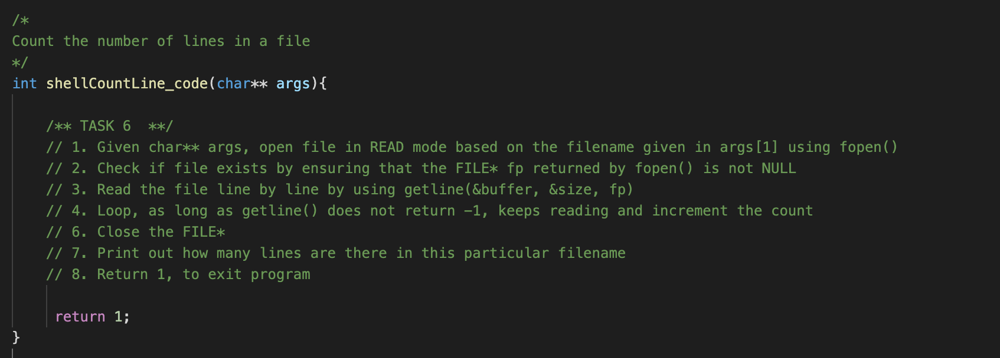 /*
Count the number of lines in a file
*/
int shellCountLine_code(char** args){
/** TASK 6  **/
// 1. Given char** args, open file in READ mode based on the filename given in args[1] using fopen()
// 2. Check if file exists by ensuring that the FILE* fp returned by fopen() is not NULL
// 3. Read the file line by line by using getline(&buffer, &size, fp)
// 4. Loop, as long as getline() does not return -1, keeps reading and increment the count
// 6. Close the FILE*
// 7. Print out how many lines are there in this particular filename
// 8. Return 1, to exit program
return 1;
}